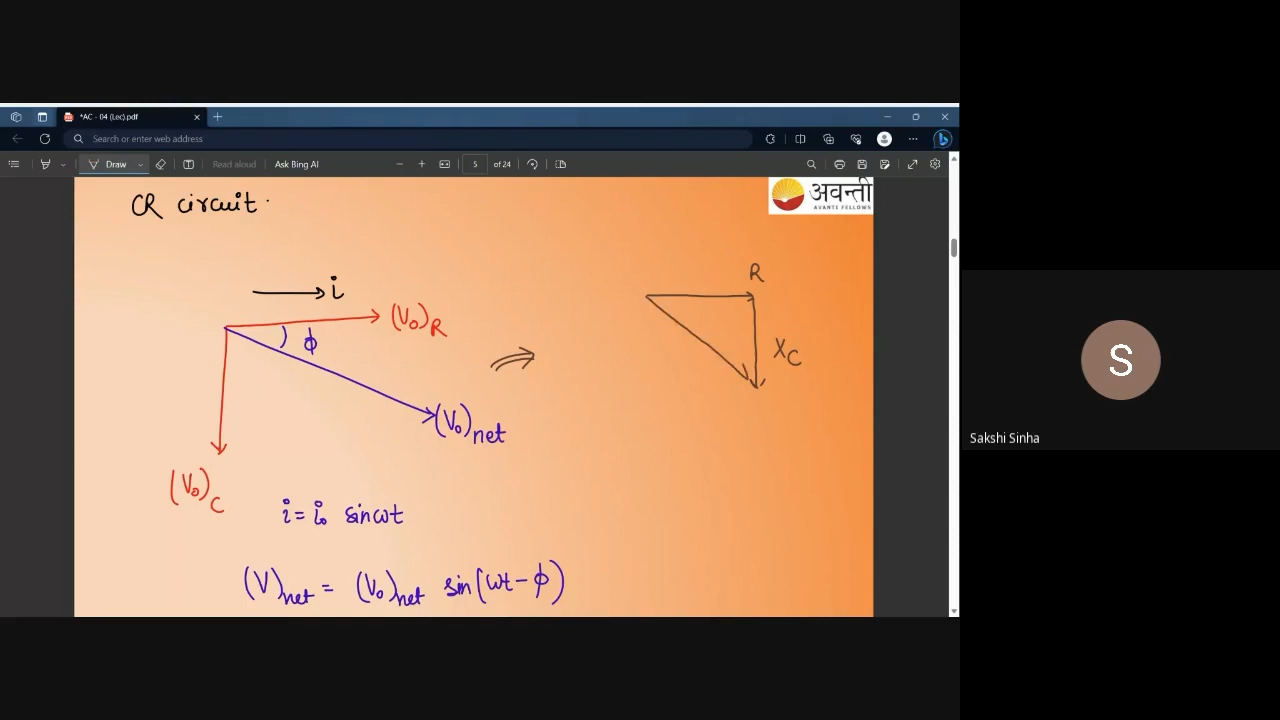 *AC - 04 (Lec).pdf
Search or enter web address
Draw
Read aloud
Ask Bing AI
5 of 24
CR circuit
अवन्ती
AVANTI FELLOWS
i
(V₀)R
ϕ
(V₀)net
(V₀)C
R
XC
i = i₀ sinωt
(V)net = (V₀)net sin(ωt - ϕ)
S
Sakshi Sinha